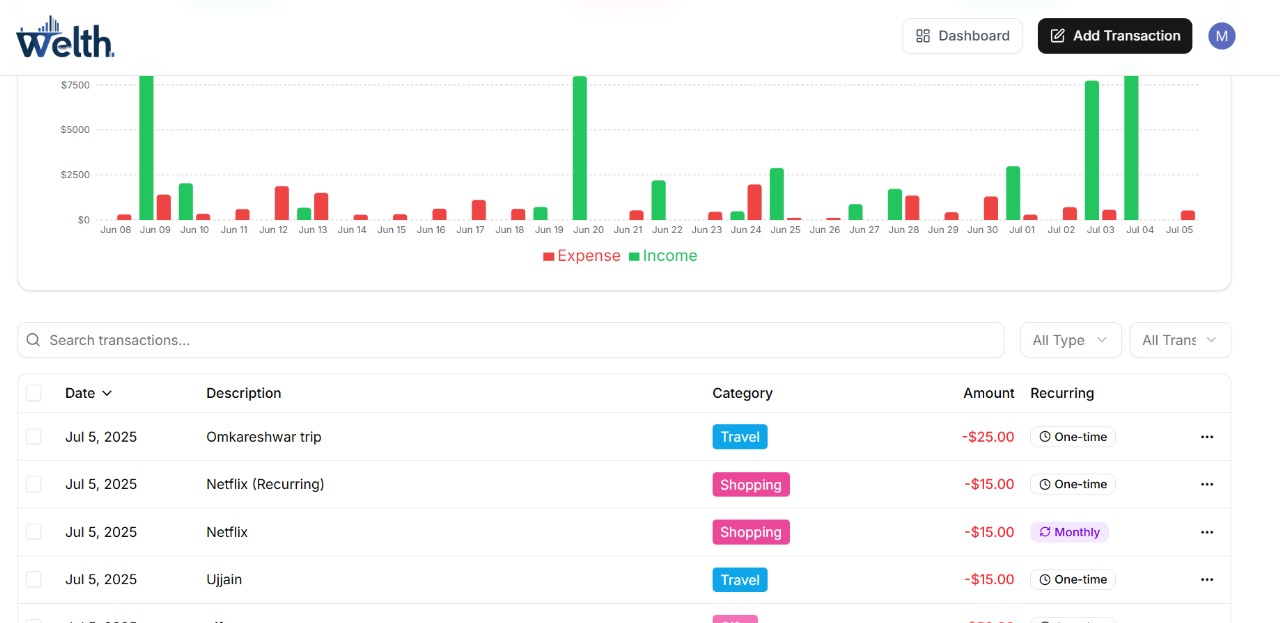 Welth.
Dashboard
Add Transaction
M
$7500
$5000
$2500
$0
Jun 08 Jun 09 Jun 10 Jun 11 Jun 12 Jun 13 Jun 14 Jun 15 Jun 16 Jun 17 Jun 18 Jun 19 Jun 20 Jun 21 Jun 22 Jun 23 Jun 24 Jun 25 Jun 26 Jun 27 Jun 28 Jun 29 Jun 30 Jul 01 Jul 02 Jul 03 Jul 04 Jul 05
Expense Income
Search transactions...
All Type
All Trans
Date Description Category Amount Recurring
Jul 5, 2025 Omkareshwar trip Travel -$25.00 One-time
Jul 5, 2025 Netflix (Recurring) Shopping -$15.00 One-time
Jul 5, 2025 Netflix Shopping -$15.00 Monthly
Jul 5, 2025 Ujjain Travel -$15.00 One-time